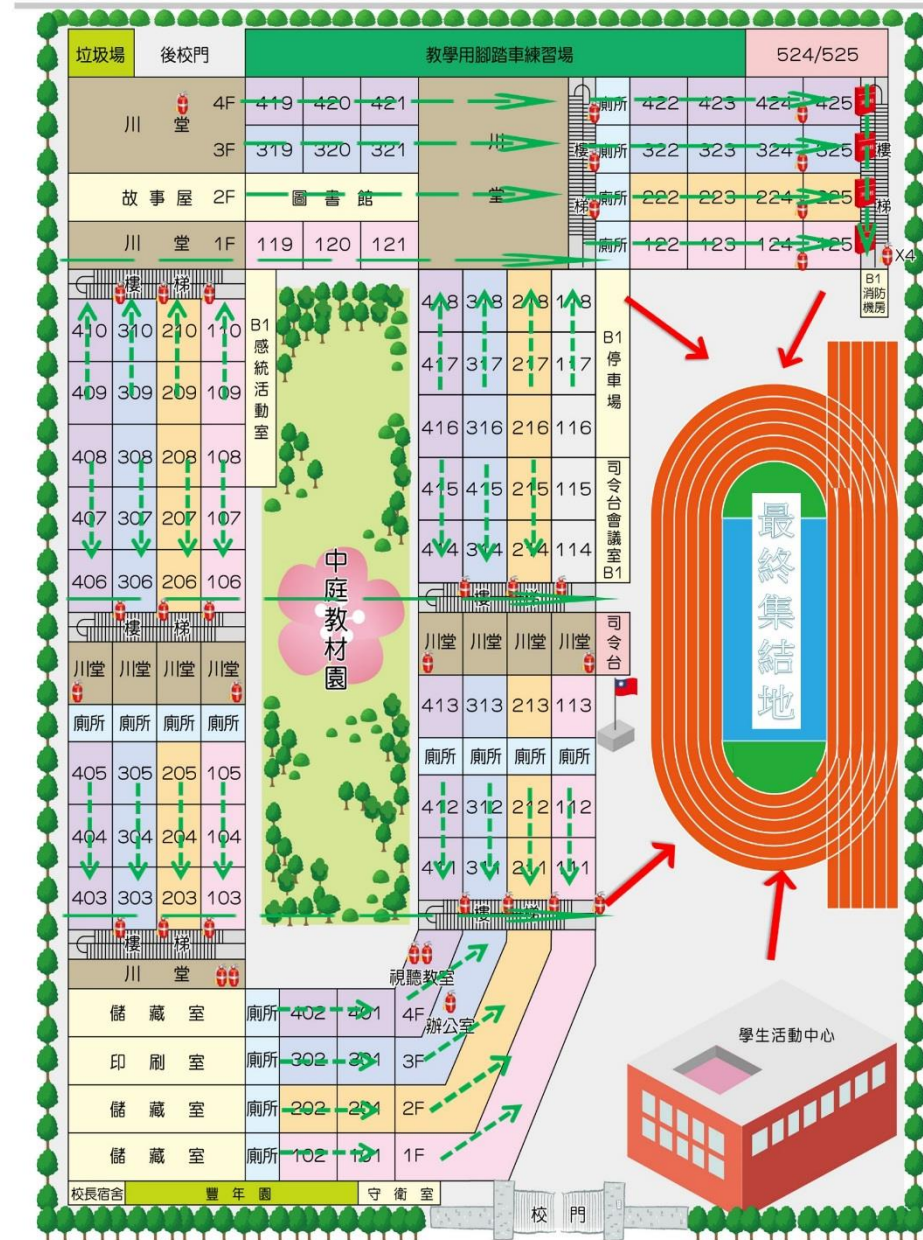 垃圾場 後校門 教學用腳踏車練習場 524/525
川堂 4F 419 420 421 川堂 廁所 422 423 424 425
3F 319 320 321 樓梯 廁所 322 323 324 325 樓梯
故事屋 2F 圖書館 廁所 222 223 224 225
川堂 1F 119 120 121 廁所 122 123 124 125
X4
樓梯
B1消防機房
410 310 210 110
409 309 209 109
408 308 208 108
407 307 207 107
406 306 206 106
樓梯
川堂 川堂 川堂 川堂
廁所 廁所 廁所 廁所
405 305 205 105
404 304 204 104
403 303 203 103
樓梯
川堂
B1感統活動室
中庭教材園
418 318 218 118
417 317 217 117
416 316 216 116
415 415 215 115
414 314 214 114
B1停車場
司令台會議室B1
樓梯
川堂 川堂 川堂 川堂
司令台
413 313 213 113
廁所 廁所 廁所 廁所
412 312 212 112
411 311 211 111
樓梯
最終集結地
視聽教室
辦公室
儲藏室 廁所 402 401 4F
印刷室 廁所 302 301 3F
儲藏室 廁所 202 201 2F
儲藏室 廁所 102 101 1F
學生活動中心
校長宿舍 豐年園 守衛室
校門